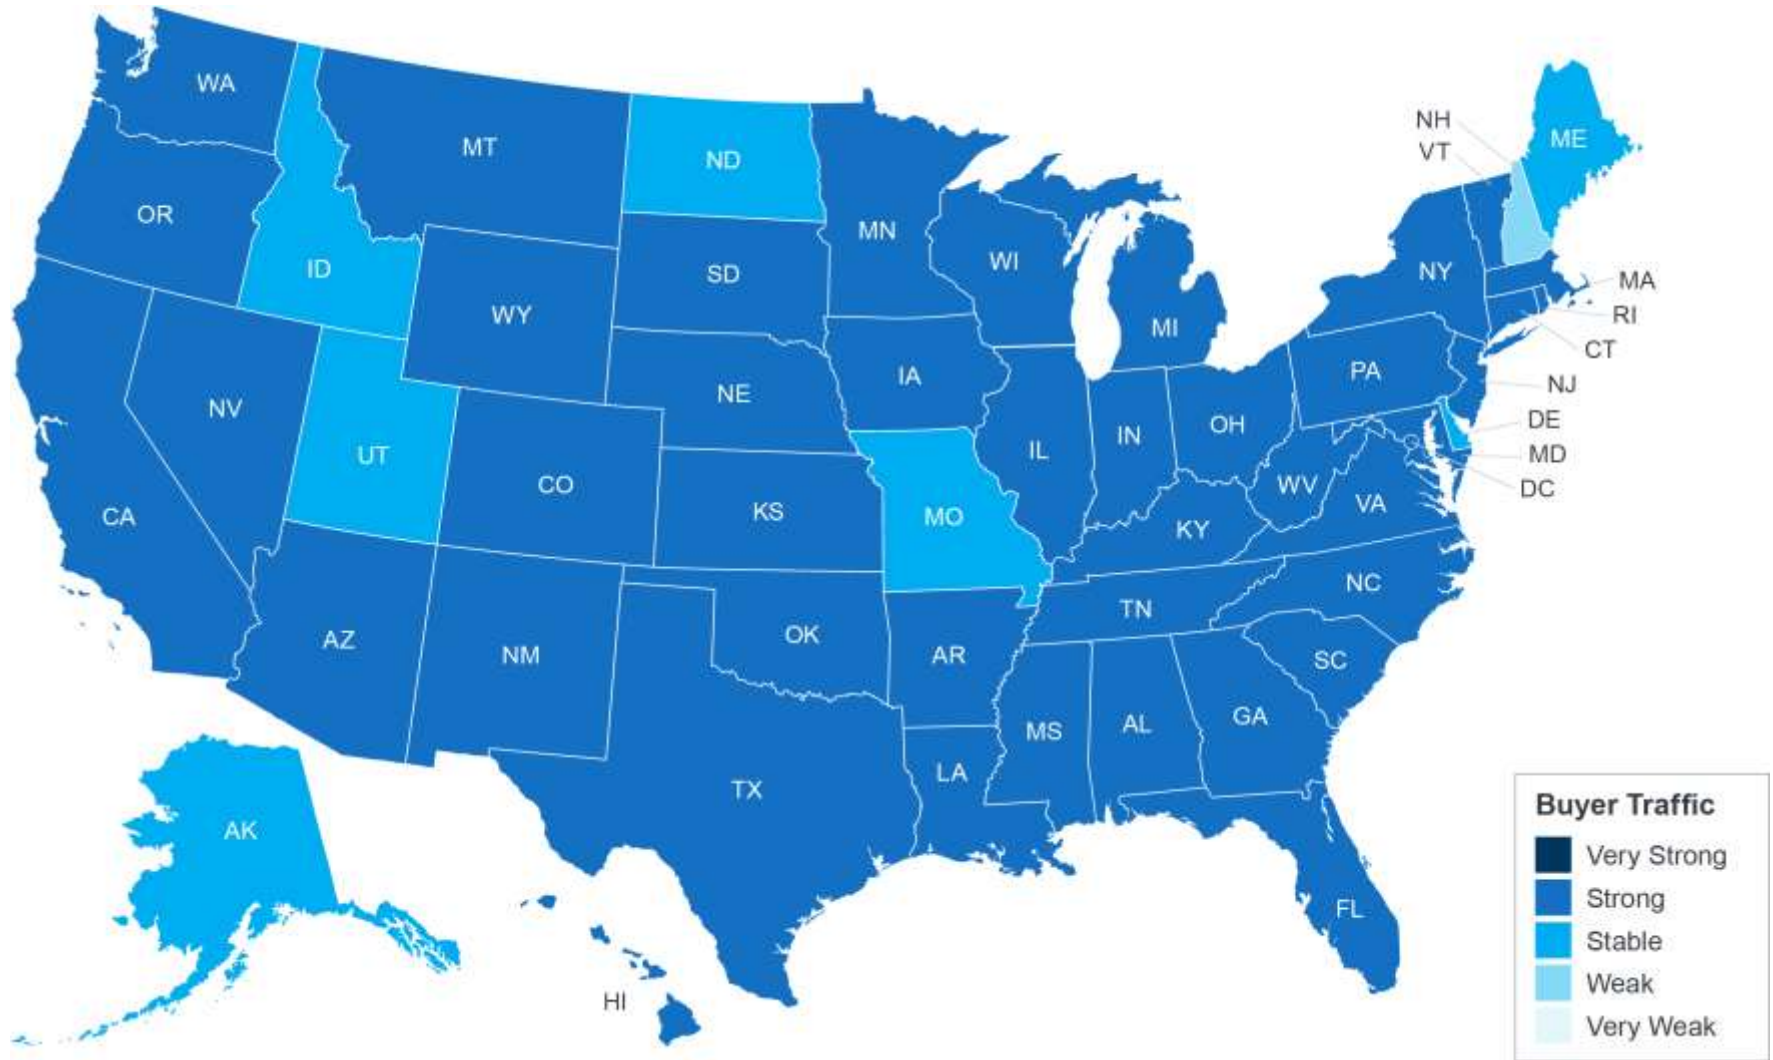 WA
MT
ND
MN
NH
VT
ME
OR
ID
SD
WI
NY
MA
WY
MI
RI
CT
NV
NE
IA
PA
NJ
UT
CO
IL
IN
OH
DE
MD
DC
CA
KS
MO
WV
VA
KY
NC
AZ
NM
OK
AR
TN
SC
MS
AL
GA
TX
LA
AK
FL
HI
Buyer Traffic
Very Strong
Strong
Stable
Weak
Very Weak